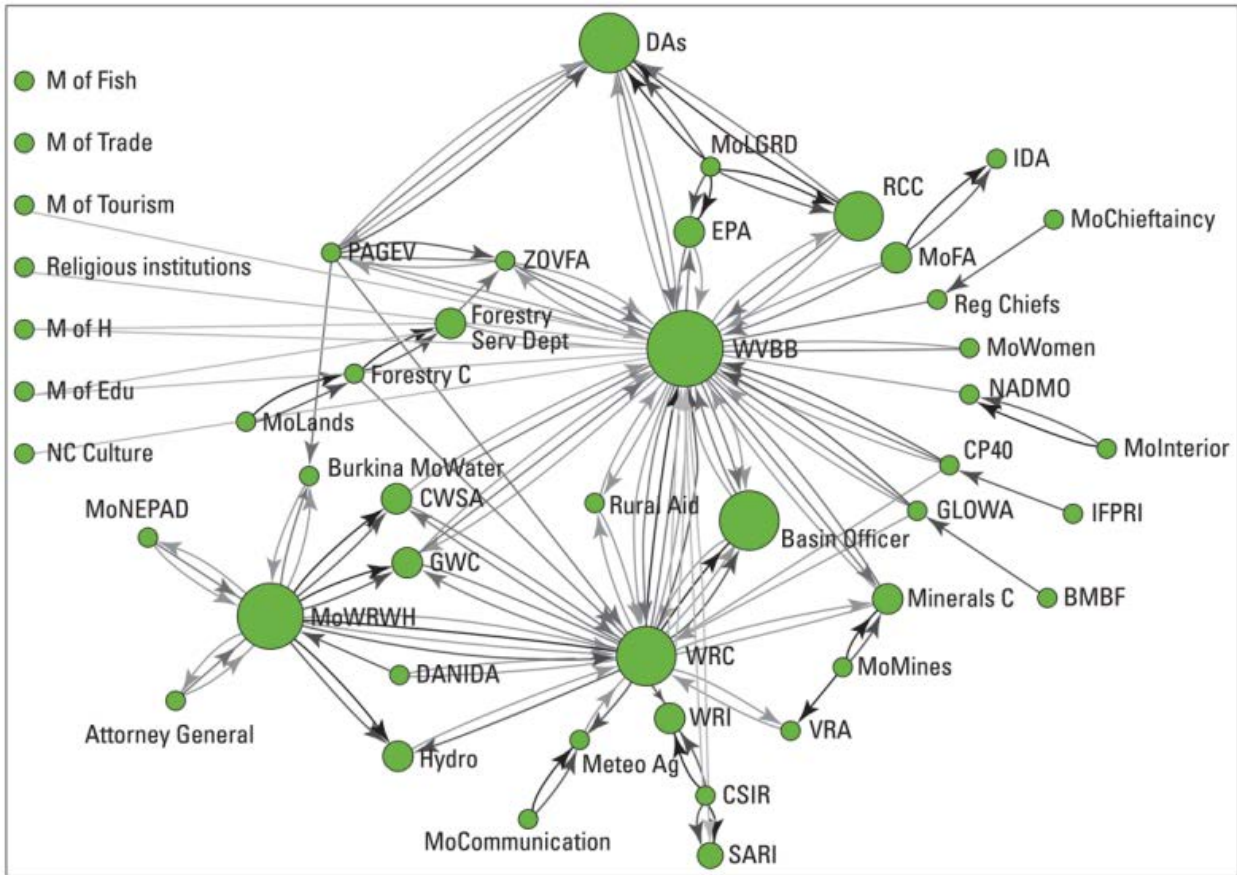 DAs
M of Fish
M of Trade
MoLGRD
IDA
M of Tourism
RCC
MoChieftaincy
EPA
PAGEV
ZOVFA
MoFA
Religious institutions
Reg Chiefs
Forestry
Serv Dept
M of H
WVBB
MoWomen
Forestry C
M of Edu
NADMO
MoLands
NC Culture
CP40
MoInterior
Burkina MoWater
CWSA
Rural Aid
GLOWA
IFPRI
MoNEPAD
Basin Officer
GWC
Minerals C
BMBF
MoWRWH
WRC
DANIDA
MoMines
WRI
VRA
Attorney General
Hydro
Meteo Ag
CSIR
MoCommunication
SARI